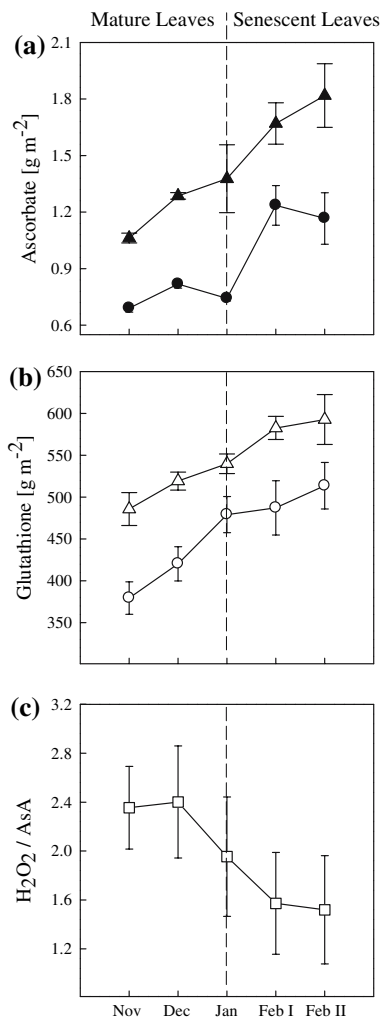 Mature Leaves Senescent Leaves
(a)
2.1
1.8
1.5
1.2
0.9
0.6
Ascorbate [g m⁻²]
(b)
650
600
550
500
450
400
350
Glutathione [g m⁻²]
(c)
3.2
2.8
2.4
2.0
1.6
1.2
H₂O₂ / AsA
Nov Dec Jan Feb I Feb II